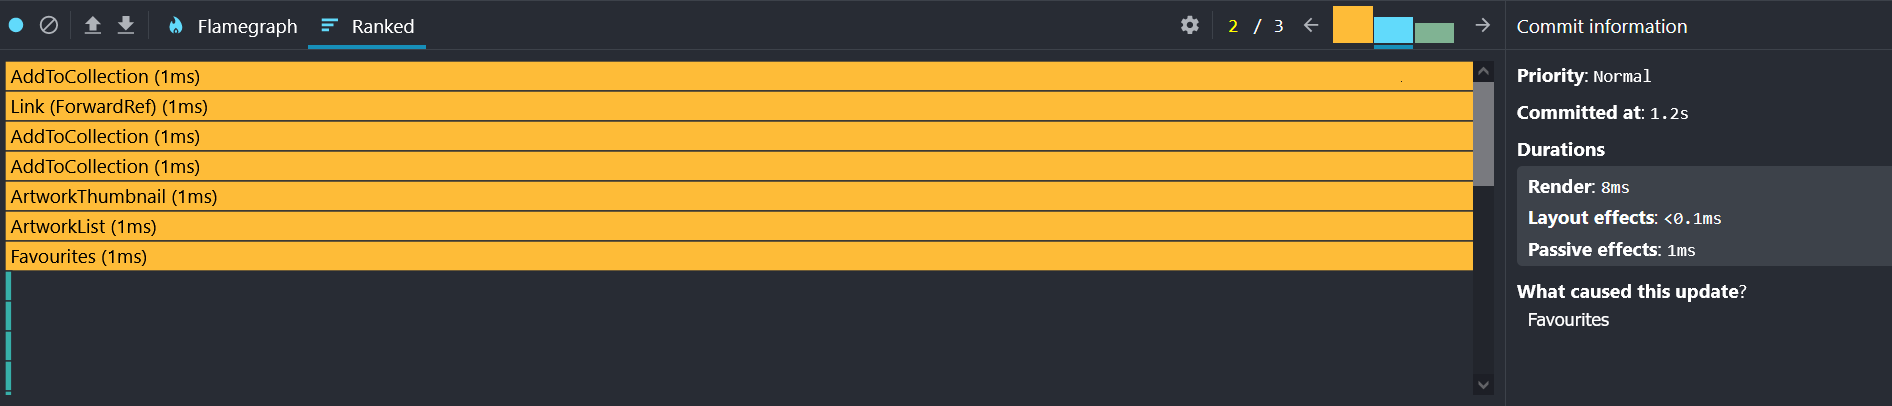 Flamegraph Ranked 2 / 3 Commit information
AddToCollection (1ms)
Link (ForwardRef) (1ms)
AddToCollection (1ms)
AddToCollection (1ms)
ArtworkThumbnail (1ms)
ArtworkList (1ms)
Favourites (1ms)
Priority: Normal
Committed at: 1.2s
Durations
Render: 8ms
Layout effects: <0.1ms
Passive effects: 1ms
What caused this update?
Favourites